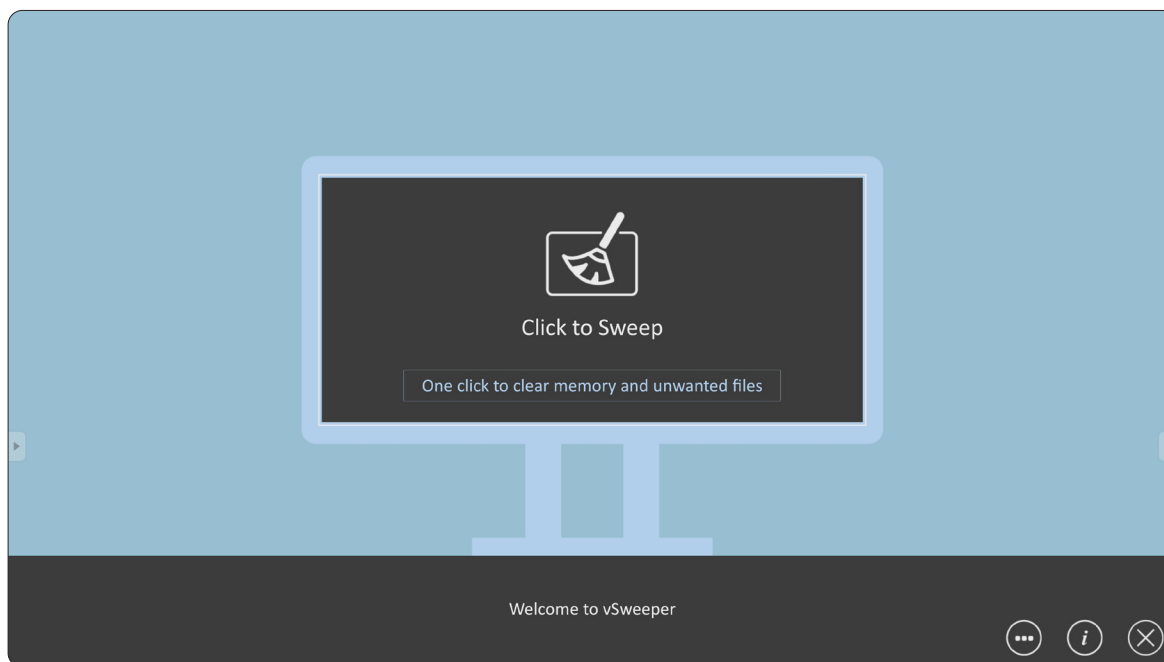 Click to Sweep
One click to clear memory and unwanted files
Welcome to vSweeper
i